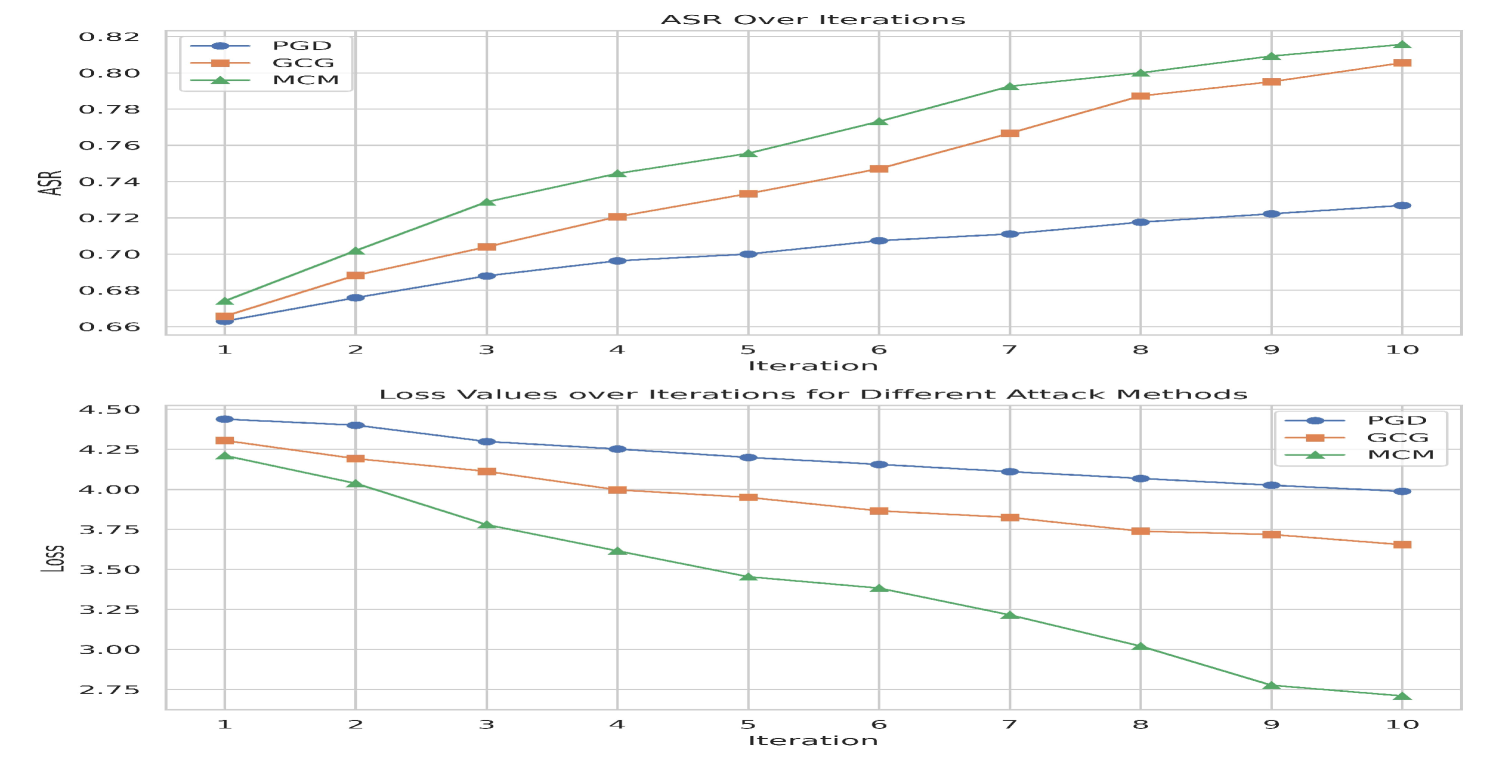 ASR Over Iterations
0.82
0.80
0.78
0.76
0.74
0.72
0.70
0.68
0.66
ASR
PGD
GCG
MCM
1 2 3 4 5 6 7 8 9 10
Iteration
Loss Values over Iterations for Different Attack Methods
4.50
4.25
4.00
3.75
3.50
3.25
3.00
2.75
Loss
PGD
GCG
MCM
1 2 3 4 5 6 7 8 9 10
Iteration